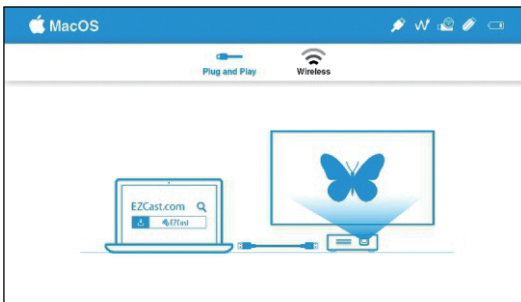 MacOS
Plug and Play
Wireless
EZCast.com
EZCast